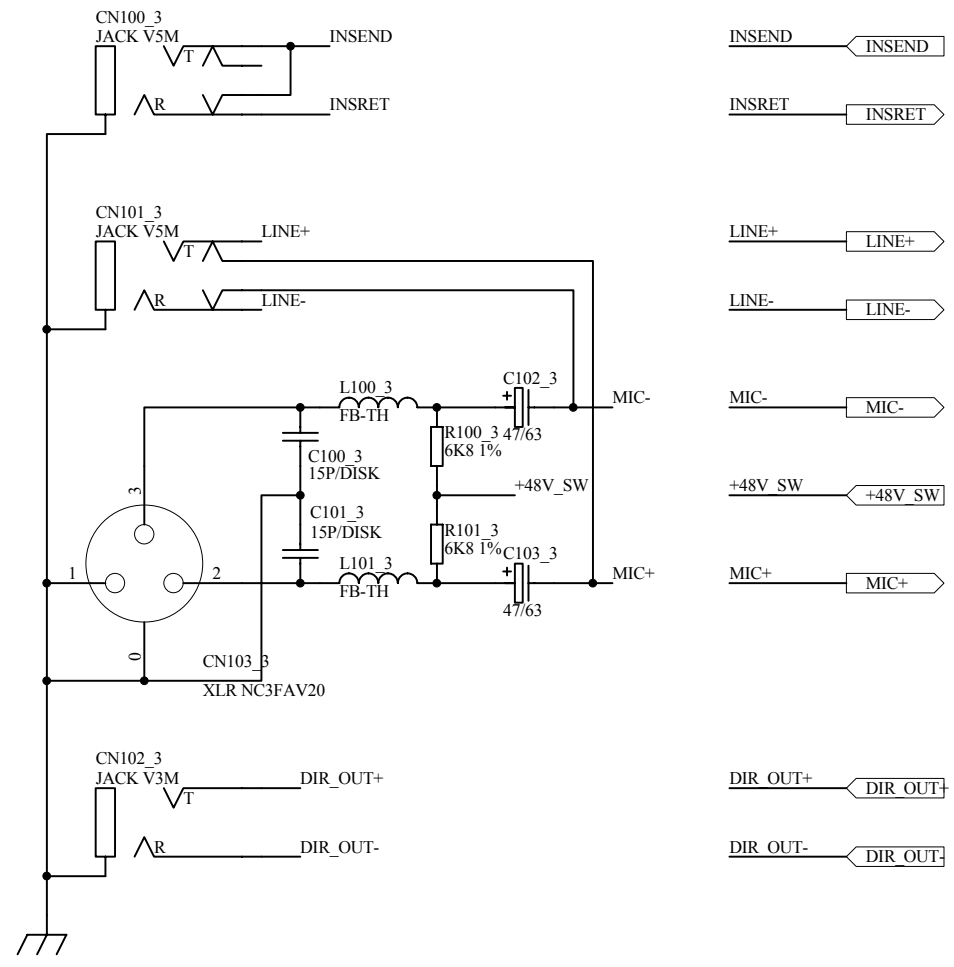 CN100_3
JACK V5M
T
INSEND
R
INSRET
INSEND
INSEND
INSRET
INSRET
CN101_3
JACK V5M
T
LINE+
R
LINE-
LINE+
LINE+
LINE-
LINE-
L100_3
FB-TH
C102_3
+
47/63
MIC-
MIC-
MIC-
R100_3
6K8 1%
C100_3
15P/DISK
+48V_SW
+48V_SW
+48V_SW
3
C101_3
15P/DISK
R101_3
6K8 1%
C103_3
+
47/63
L101_3
FB-TH
MIC+
MIC+
MIC+
1
2
0
CN103_3
XLR NC3FAV20
CN102_3
JACK V3M
T
DIR_OUT+
R
DIR_OUT-
DIR_OUT+
DIR_OUT+
DIR_OUT-
DIR_OUT-